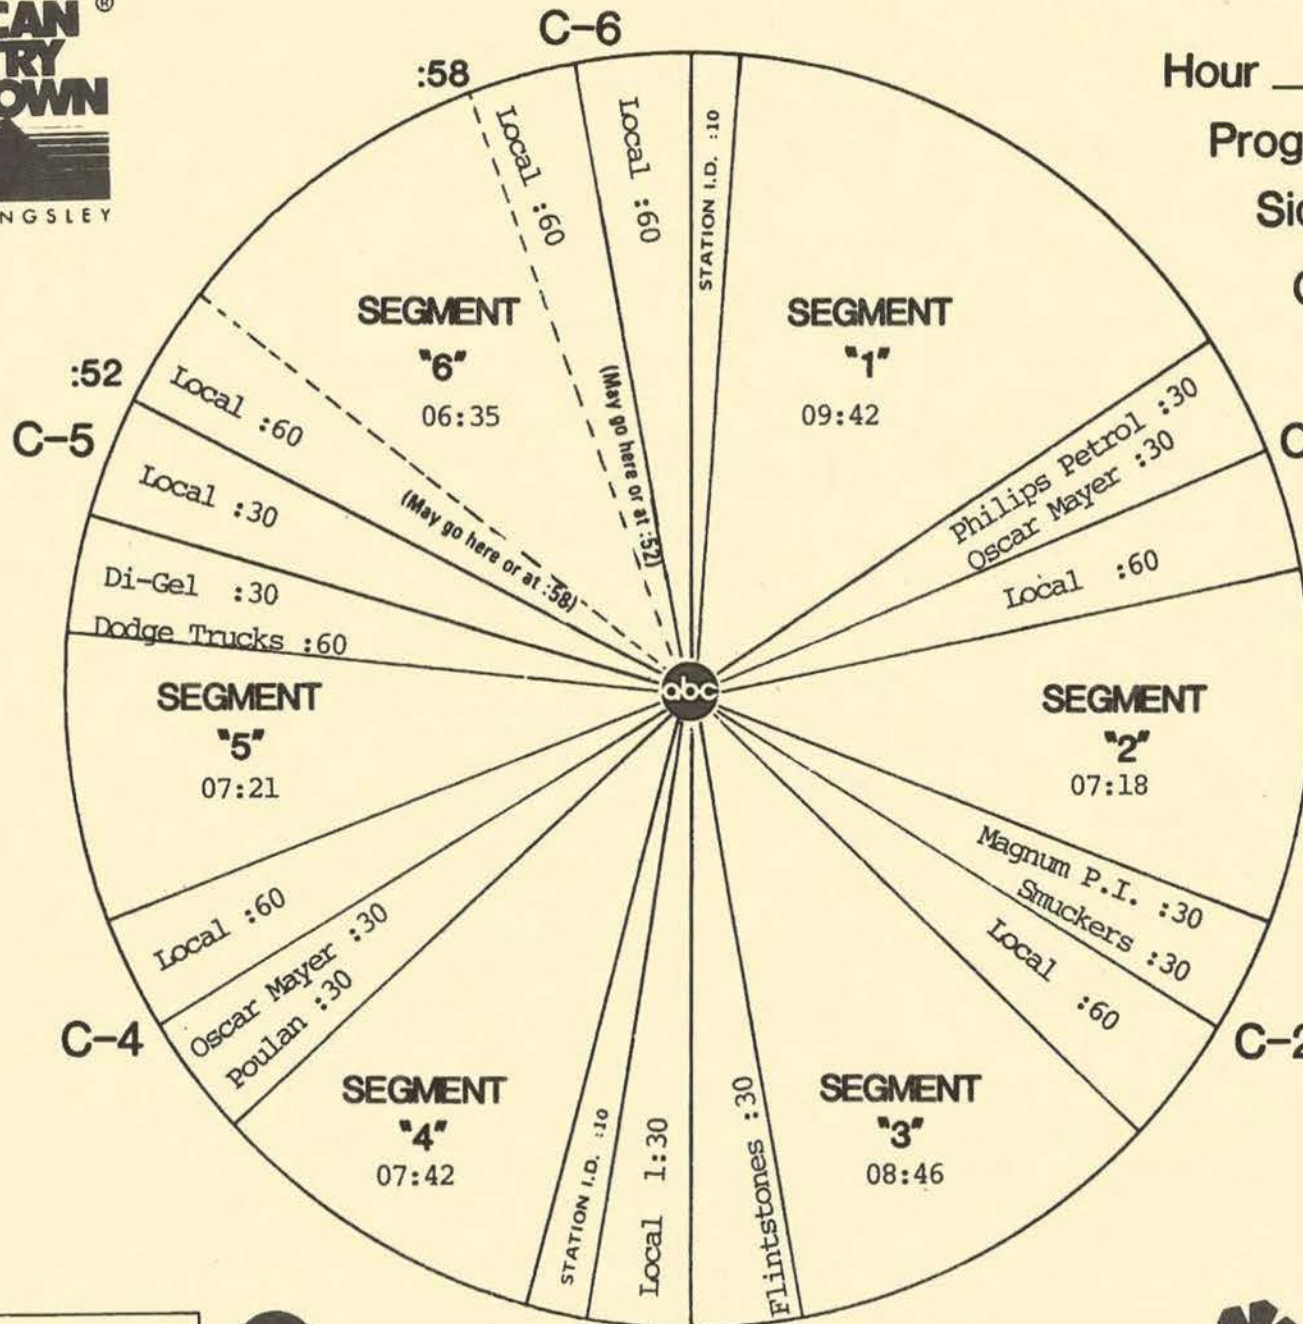 CAN ®
TRY
OWN
NGSLEY
C-6
:58
Hour
Prog
Local :60
Local :60
STATION I.D. :10
SEGMENT
"6"
06:35
(May go here or at :52)
SEGMENT
"1"
09:42
Philips Petrol :30
Oscar Mayer :30
Local :60
:52
C-5
Local :60
(May go here or at :58)
Local :30
Di-Gel :30
Dodge Trucks :60
abc
SEGMENT
"5"
07:21
SEGMENT
"2"
07:18
Magnum P.I. :30
Smuckers :30
Local :60
C-2
Local :60
Oscar Mayer :30
Poulan :30
C-4
SEGMENT
"4"
07:42
STATION I.D. :10
Local 1:30
Flintstones :30
SEGMENT
"3"
08:46